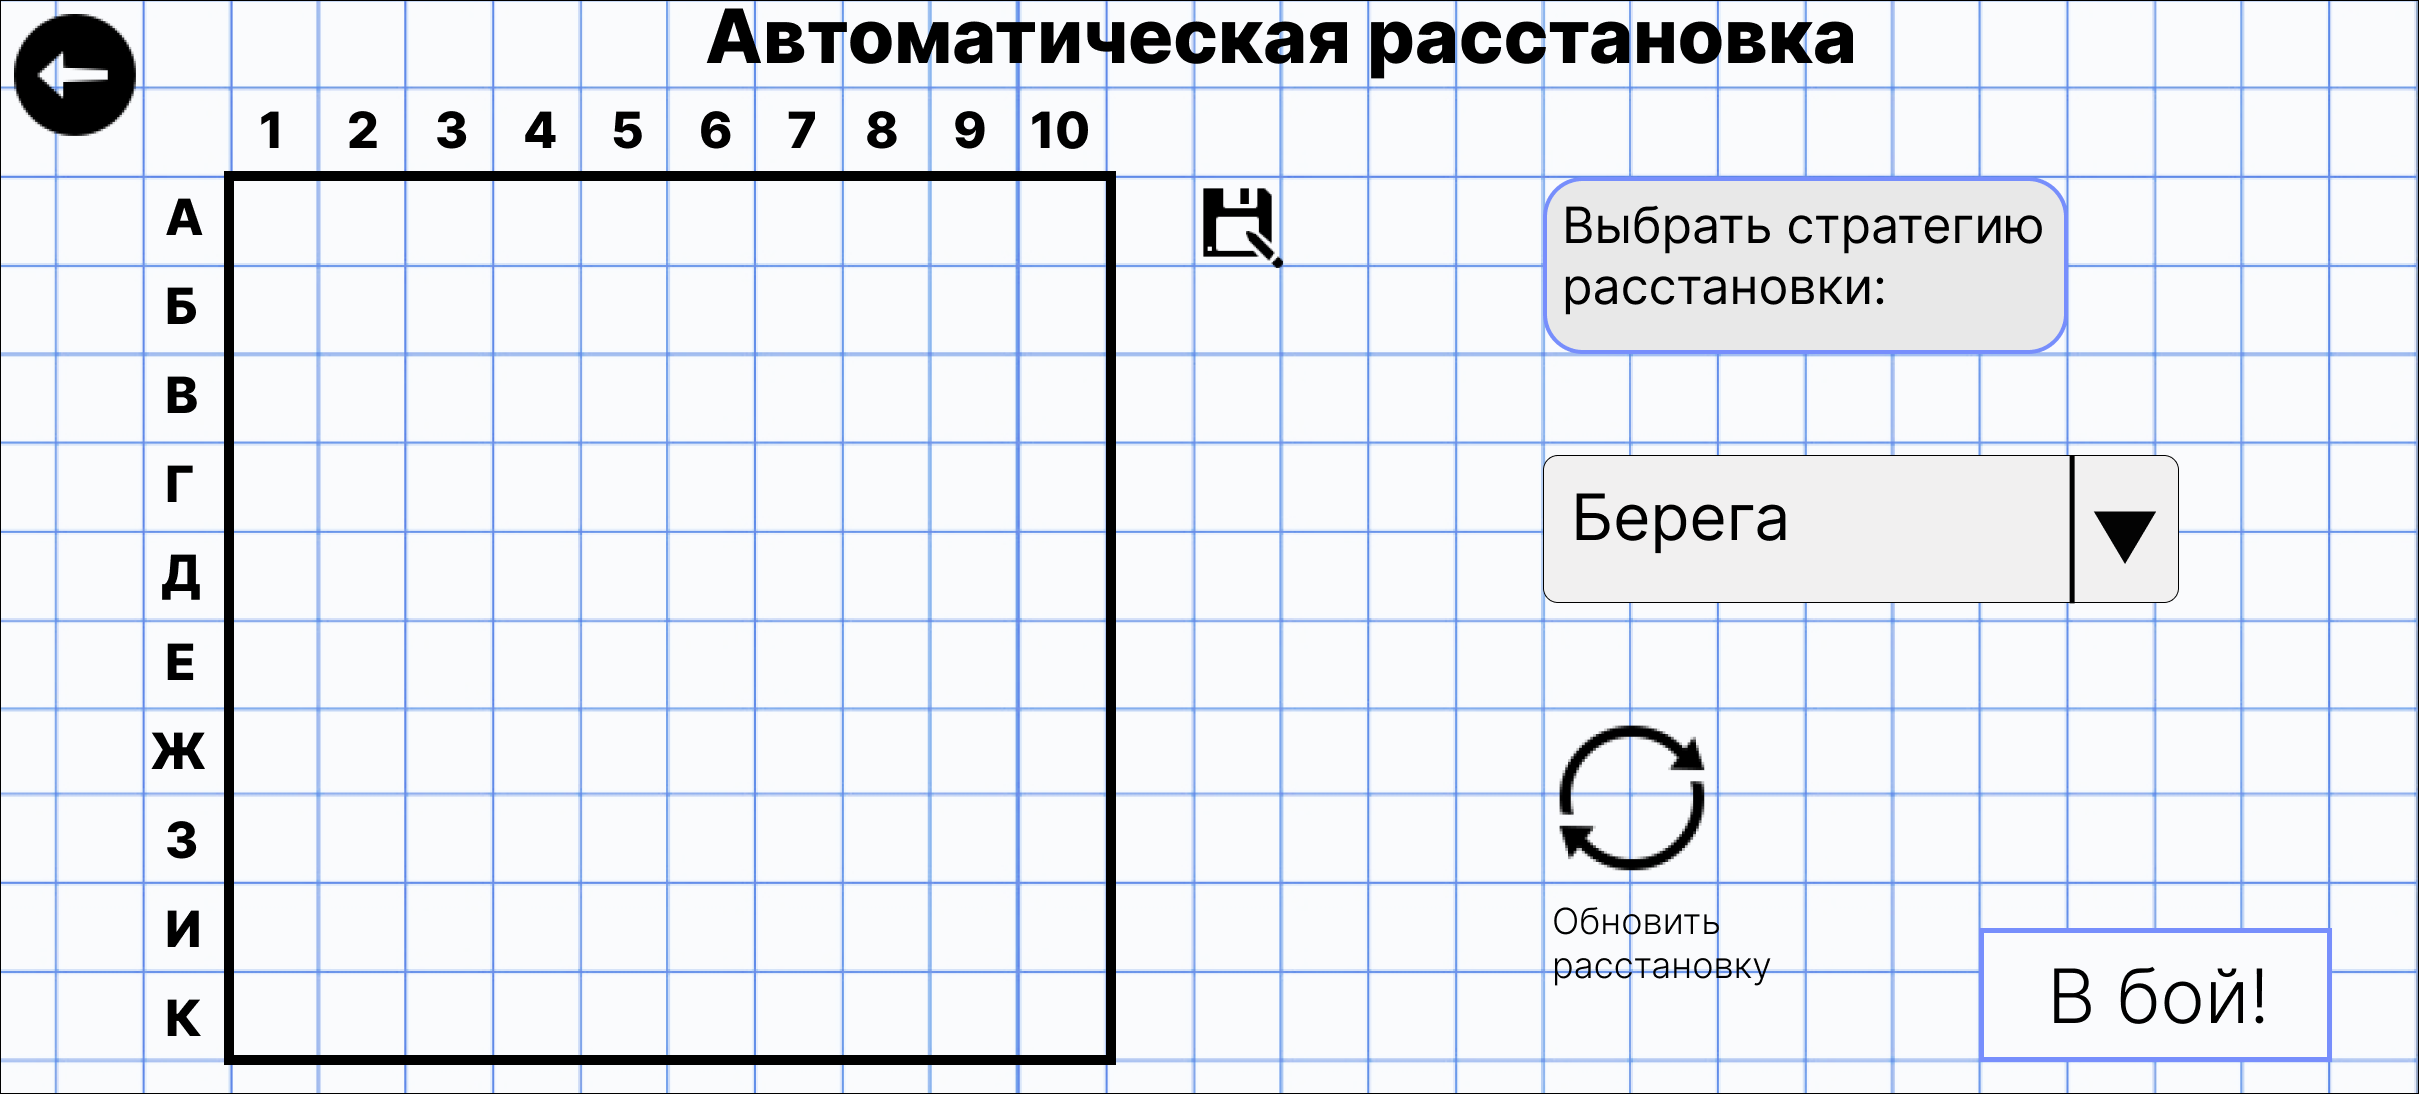 Автоматическая расстановка
1 2 3 4 5 6 7 8 9 10
А
Б
В
Г
Д
Е
Ж
З
И
К
Выбрать стратегию
расстановки:
Берега
Обновить
расстановку
В бой!